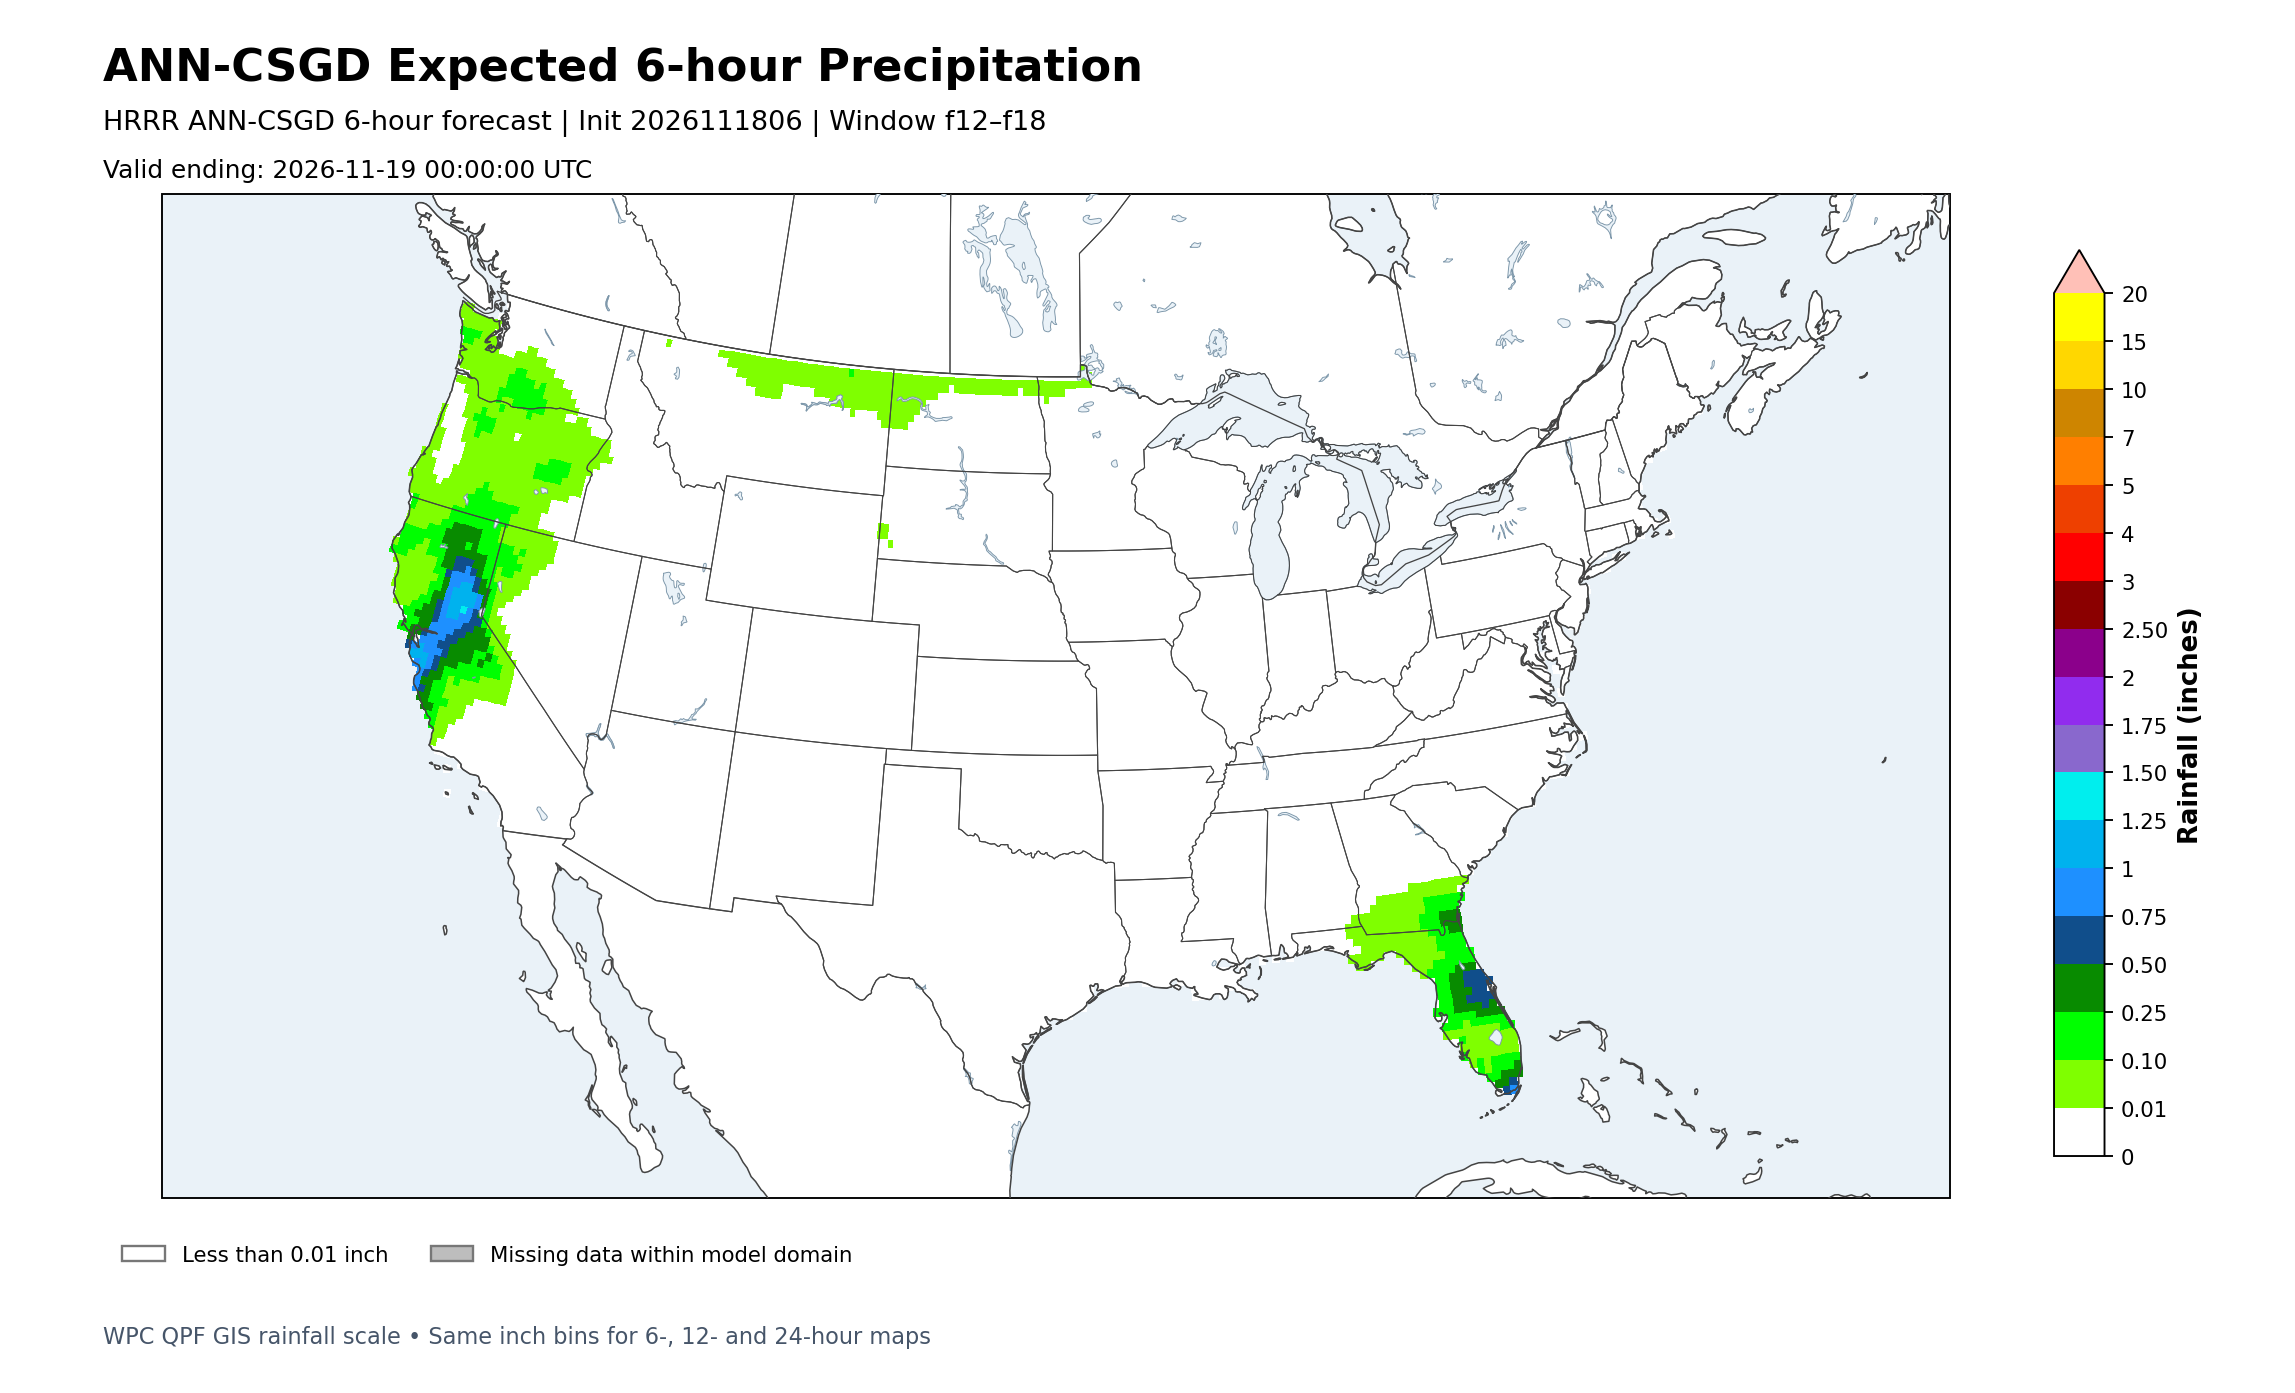 ANN-CSGD Expected 6-hour Precipitation
HRRR ANN-CSGD 6-hour forecast | Init 2026111806 | Window f12–f18
Valid ending: 2026-11-19 00:00:00 UTC
20
15
10
7
5
4
3
2.50
2
1.75
1.50
1.25
1
0.75
0.50
0.25
0.10
0.01
0
Rainfall (inches)
Less than 0.01 inch
Missing data within model domain
WPC QPF GIS rainfall scale • Same inch bins for 6-, 12- and 24-hour maps